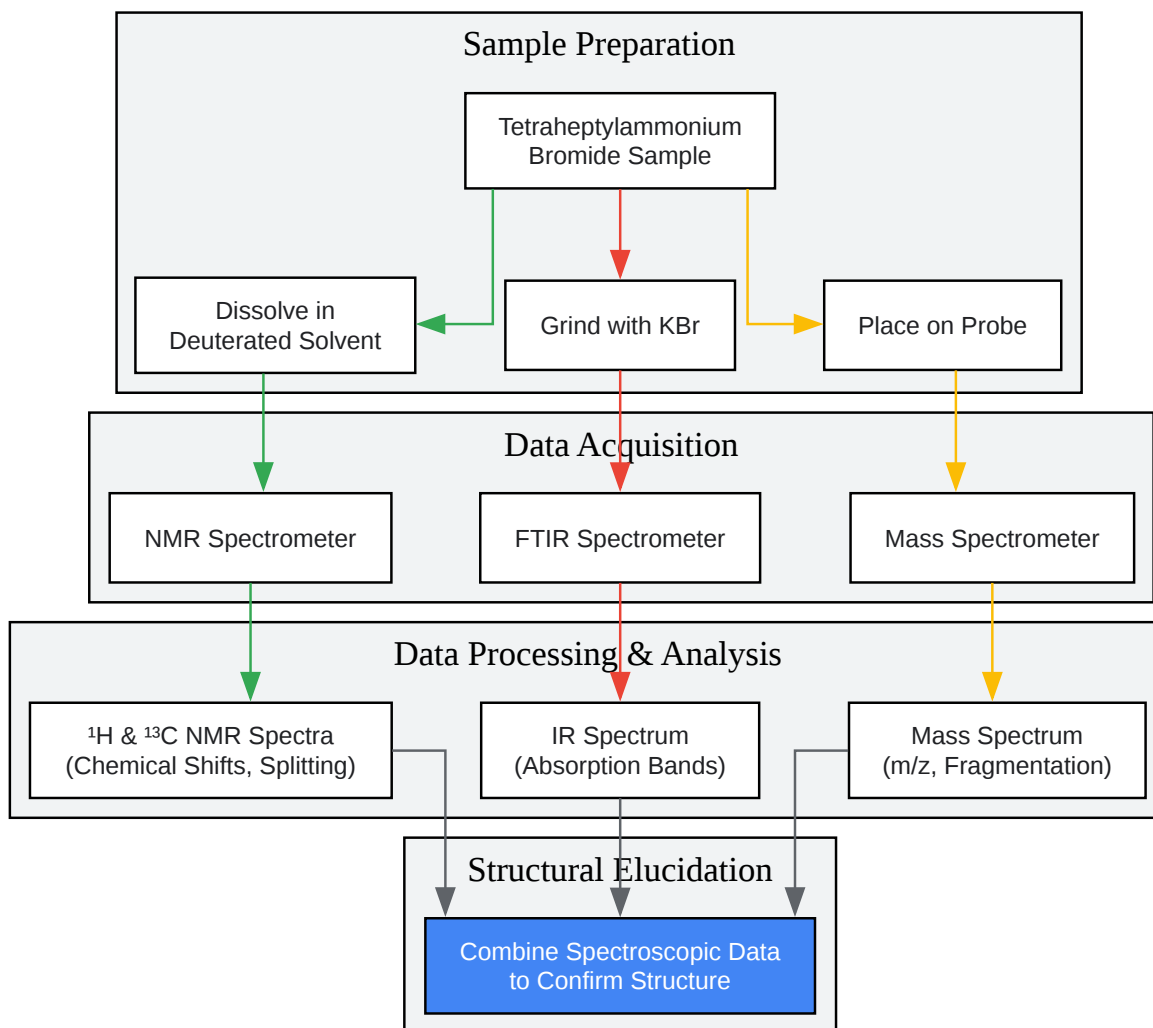 Sample Preparation
Tetraheptylammonium
Bromide Sample
Dissolve in
Deuterated Solvent
Grind with KBr
Place on Probe
Data Acquisition
NMR Spectrometer
FTIR Spectrometer
Mass Spectrometer
Data Processing & Analysis
¹H & ¹³C NMR Spectra
(Chemical Shifts, Splitting)
IR Spectrum
(Absorption Bands)
Mass Spectrum
(m/z, Fragmentation)
Structural Elucidation
Combine Spectroscopic Data
to Confirm Structure